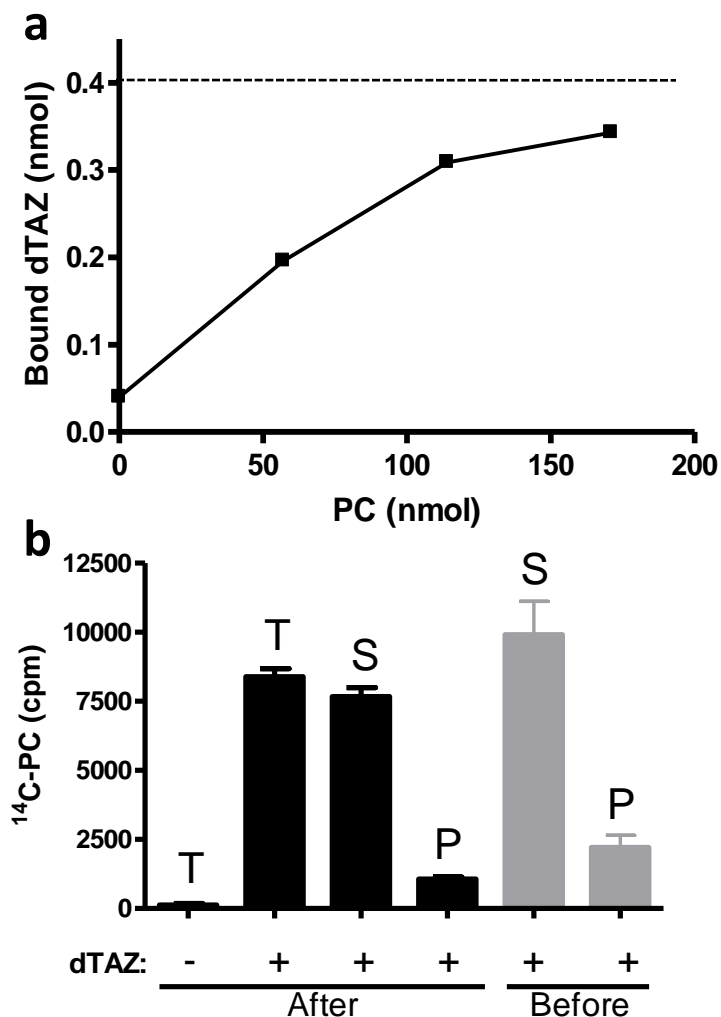 a
Bound dTAZ (nmol)
0.4
0.3
0.2
0.1
0.0
0 50 100 150 200
PC (nmol)
b
¹⁴C-PC (cpm)
12500
10000
7500
5000
2500
0
T T S P S P
dTAZ: - + + + + +
After Before